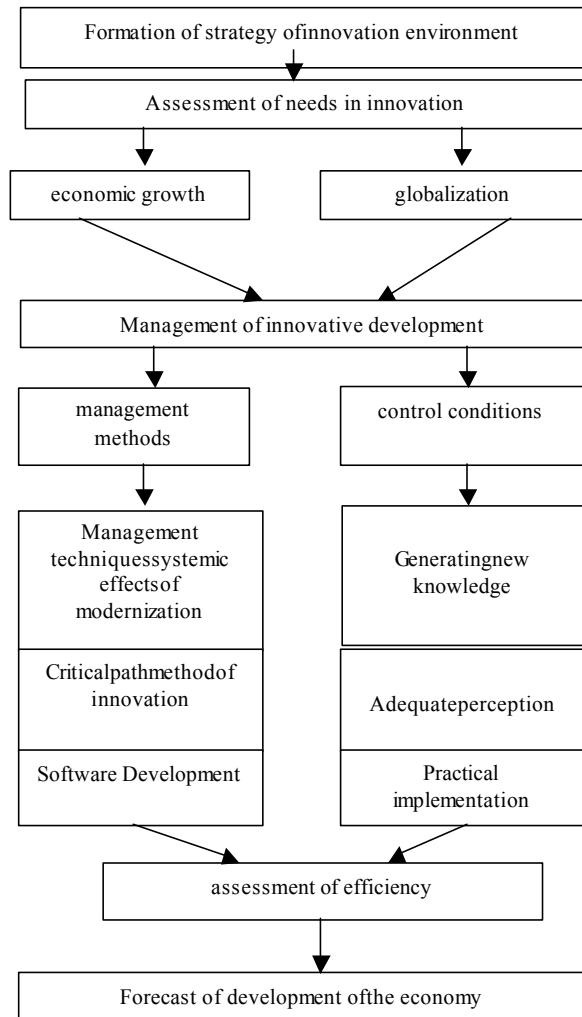 Formation of strategy ofinnovation environment
Assessment of needs in innovation
economic growth
globalization
Management of innovative development
management
methods
control conditions
Management
techniquessystemic
effectsof
modernization
Generatingnew
knowledge
Criticalpathmethodof
innovation
Adequateperception
Software Development
Practical
implementation
assessment of efficiency
Forecast of development ofthe economy